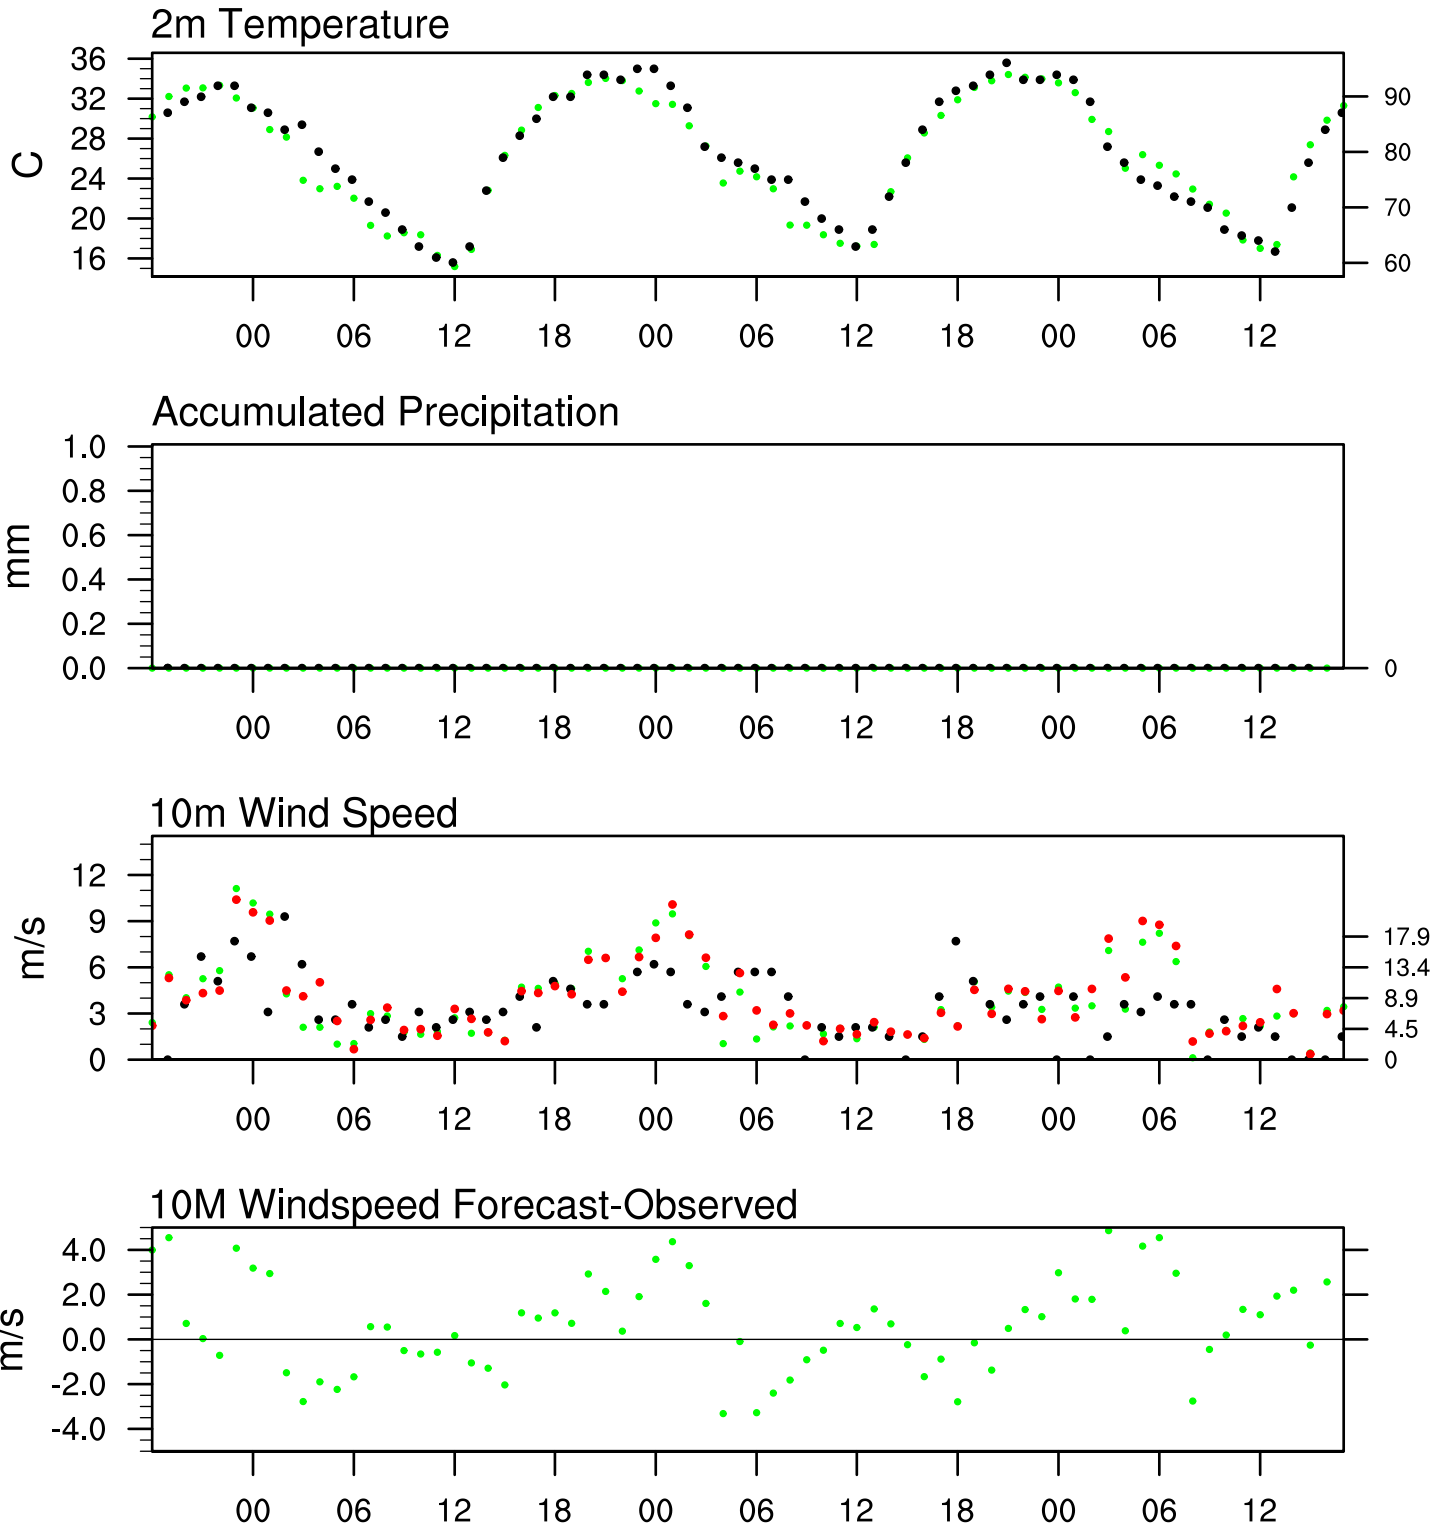 2m Temperature
36
32
28
24
20
16
C
90
80
70
60
00 06 12 18 00 06 12 18 00 06 12
Accumulated Precipitation
1.0
0.8
0.6
0.4
0.2
0.0
mm
0
00 06 12 18 00 06 12 18 00 06 12
10m Wind Speed
12
9
6
3
0
m/s
17.9
13.4
8.9
4.5
0
00 06 12 18 00 06 12 18 00 06 12
10M Windspeed Forecast-Observed
4.0
2.0
0.0
-2.0
-4.0
m/s
00 06 12 18 00 06 12 18 00 06 12